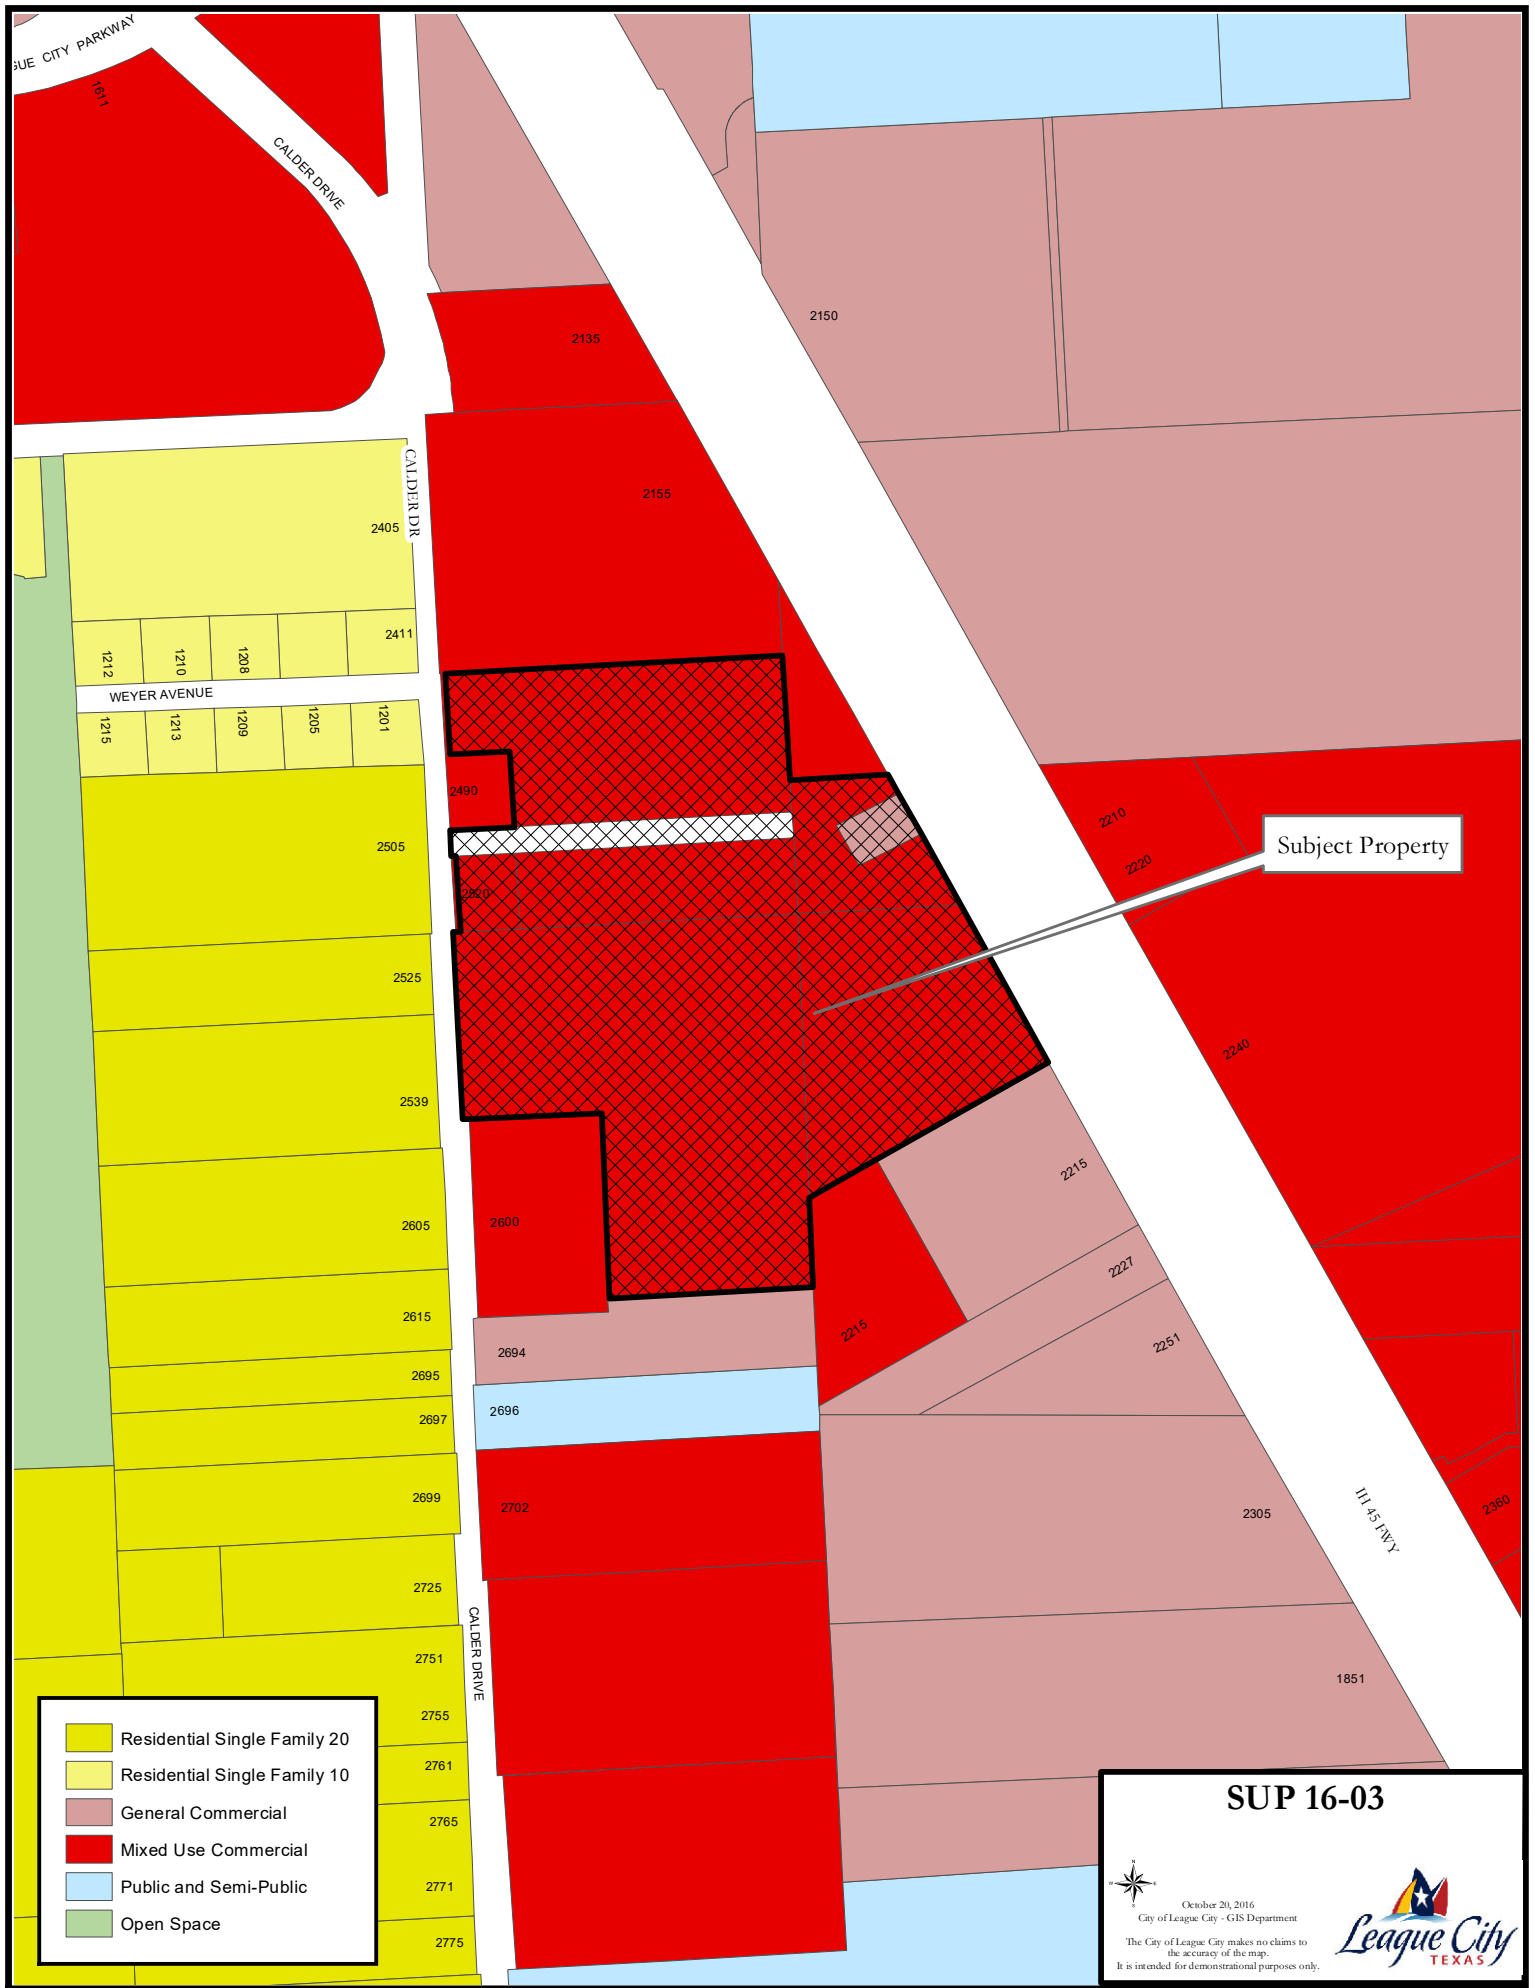 GUE CITY PARKWAY
1611
CALDER DRIVE
2135
2150
CALDER DR
2155
2405
2411
1212
1210
1208
WEYER AVENUE
1215
1213
1209
1205
1201
2490
2505
2520
2210
2220
Subject Property
2525
2240
2539
2215
2605
2600
2227
2615
2215
2251
2694
2695
2696
2697
2699
2702
2305
IH 45 FWY
2360
2725
CALDER DRIVE
2751
1851
2755
2761
2765
2771
2775
Residential Single Family 20
Residential Single Family 10
General Commercial
Mixed Use Commercial
Public and Semi-Public
Open Space
SUP 16-03
N
W E
S
October 20, 2016
City of League City - GIS Department
The City of League City makes no claims to
the accuracy of the map.
It is intended for demonstrational purposes only.
League City
TEXAS